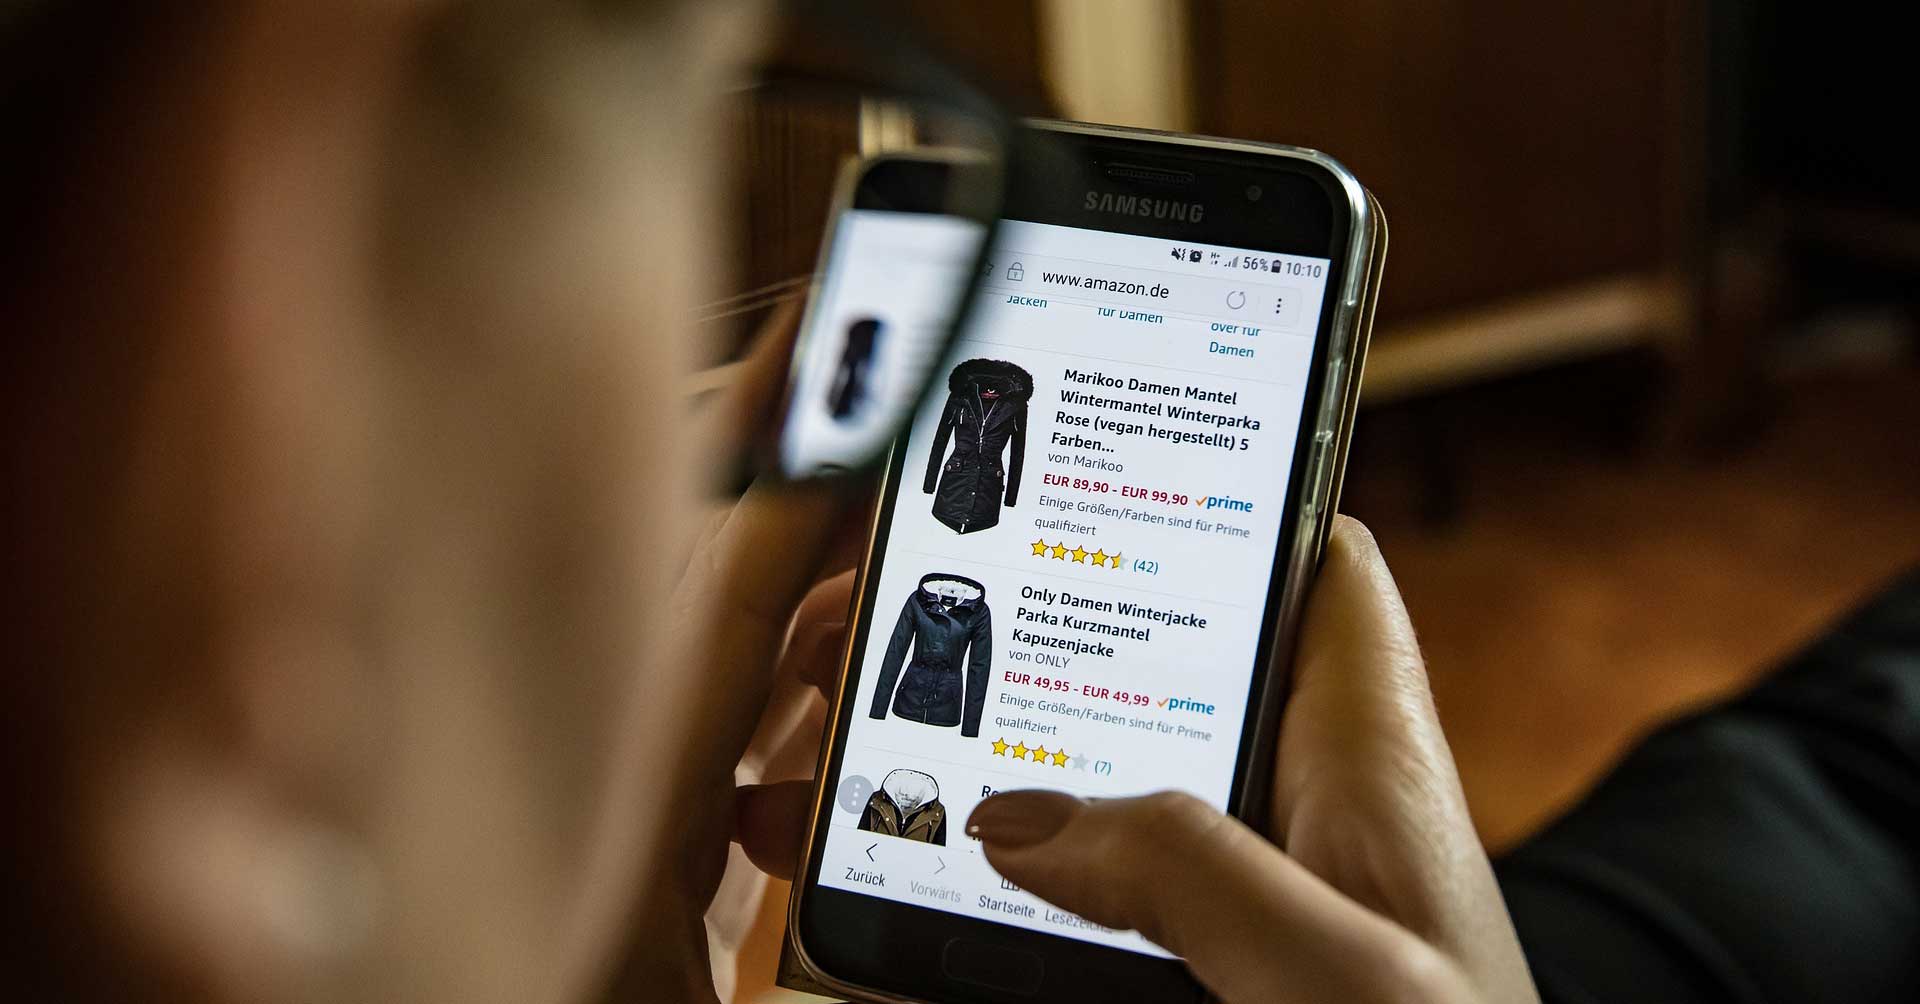 SAMSUNG
56% 10:10
www.amazon.de
Jacken
für Damen
over für
Damen
Marikoo Damen Mantel
Wintermantel Winterparka
Rose (vegan hergestellt) 5
Farben...
von Marikoo
EUR 89,90 - EUR 99,90 prime
Einige Größen/Farben sind für Prime
qualifiziert
(42)
Only Damen Winterjacke
Parka Kurzmantel
Kapuzenjacke
von ONLY
EUR 49,95 - EUR 49,99 prime
Einige Größen/Farben sind für Prime
qualifiziert
(7)
Zurück
Vorwärts
Startseite
Lesezeich...